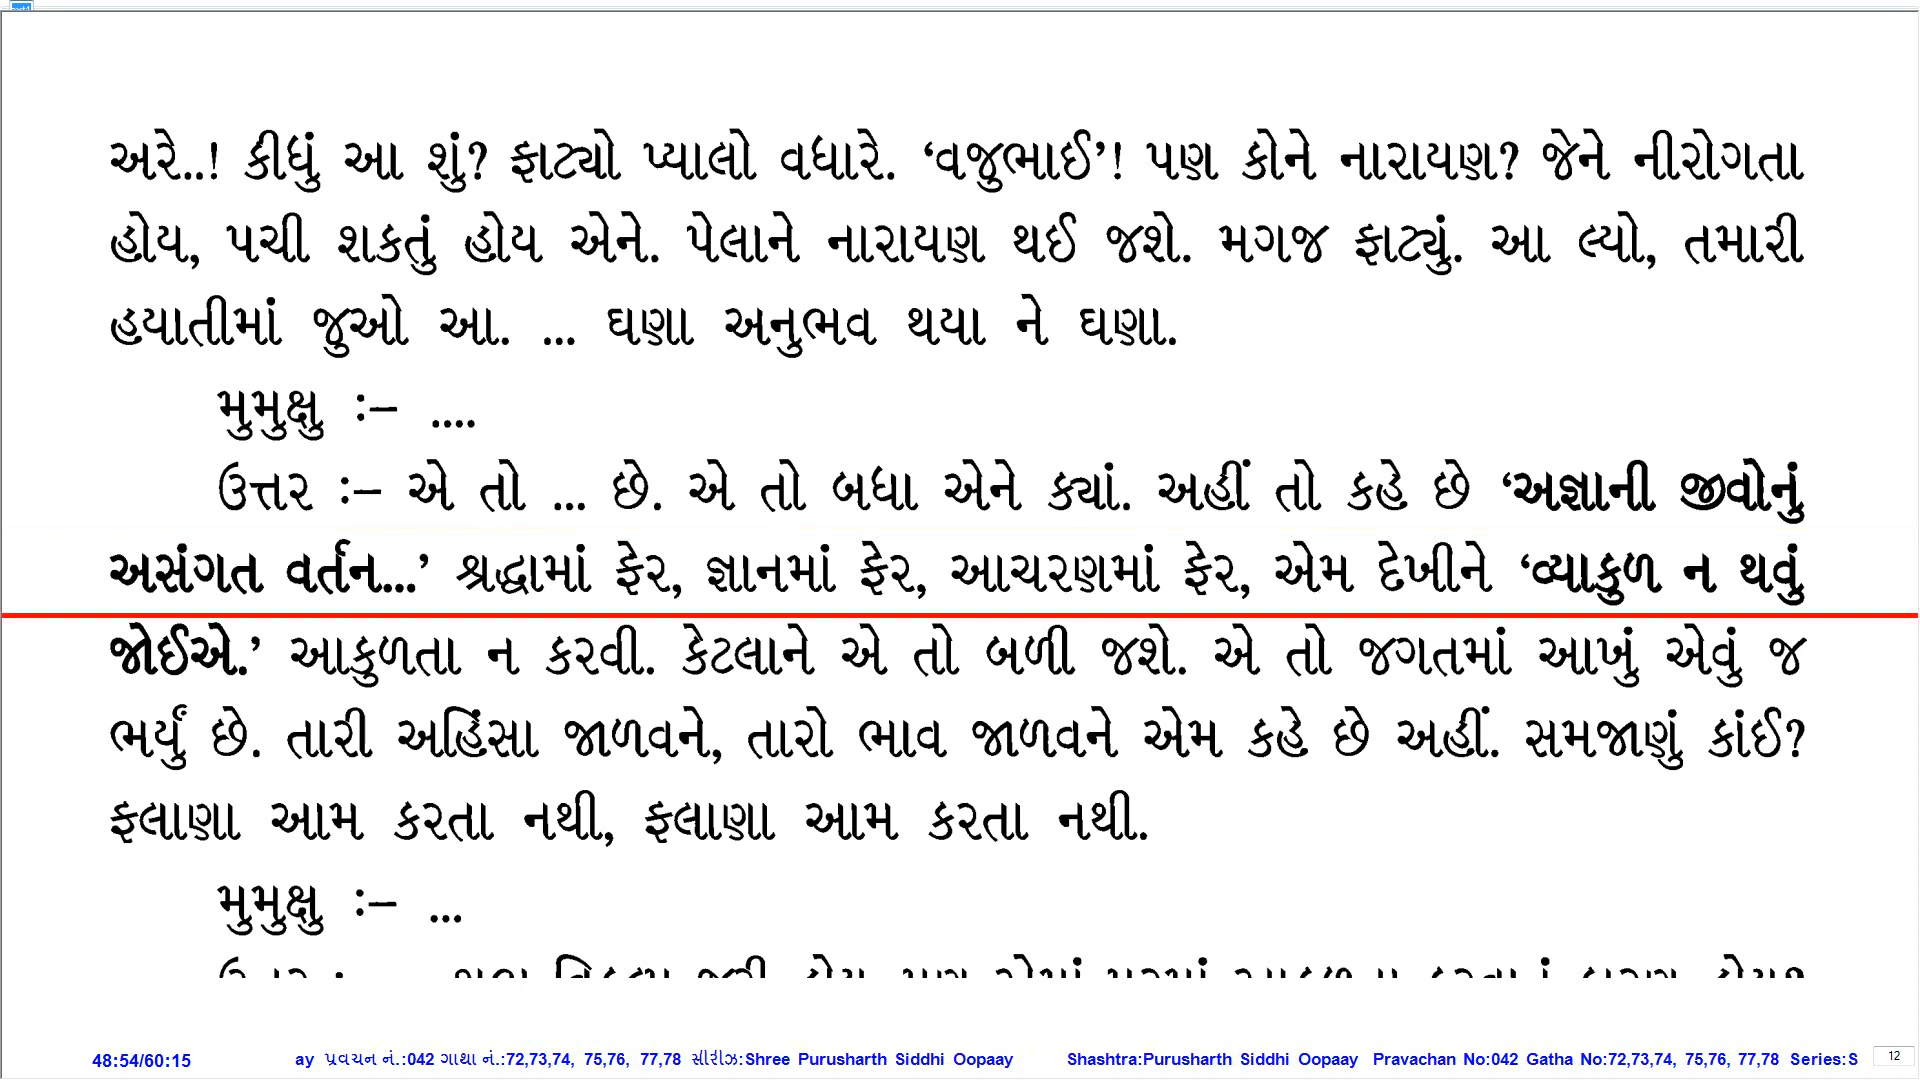 અરે..! કીધું આ શું? ફાટ્યો પ્યાલો વધારે. ‘વજુભાઈ’! પણ કોને નારાયણ? જેને નીરોગતા
હોય, પચી શકતું હોય એને. પેલાને નારાયણ થઈ જશે. મગજ ફાટ્યું. આ લ્યો, તમારી
હયાતીમાં જુઓ આ. ... ઘણા અનુભવ થયા ને ઘણા.
મુમુક્ષુ :– ....
ઉત્તર :– એ તો ... છે. એ તો બધા એને ક્યાં. અહીં તો કહે છે ‘અજ્ઞાની જીવોનું
અસંગત વર્તન...’ શ્રદ્ધામાં ફેર, જ્ઞાનમાં ફેર, આચરણમાં ફેર, એમ દેખીને ‘વ્યાકુળ ન થવું
જોઈએ.’ આકુળતા ન કરવી. કેટલાને એ તો બળી જશે. એ તો જગતમાં આખું એવું જ
ભર્યું છે. તારી અહિંસા જાળવને, તારો ભાવ જાળવને એમ કહે છે અહીં. સમજાણું કાંઈ?
ફલાણા આમ કરતા નથી, ફલાણા આમ કરતા નથી.
મુમુક્ષુ :– ...
48:54/60:15 ay પ્રવચન નં.:042 ગાથા નં.:72,73,74, 75,76, 77,78 સીરીઝ:Shree Purusharth Siddhi Oopaay Shashtra:Purusharth Siddhi Oopaay Pravachan No:042 Gatha No:72,73,74, 75,76, 77,78 Series:S 12